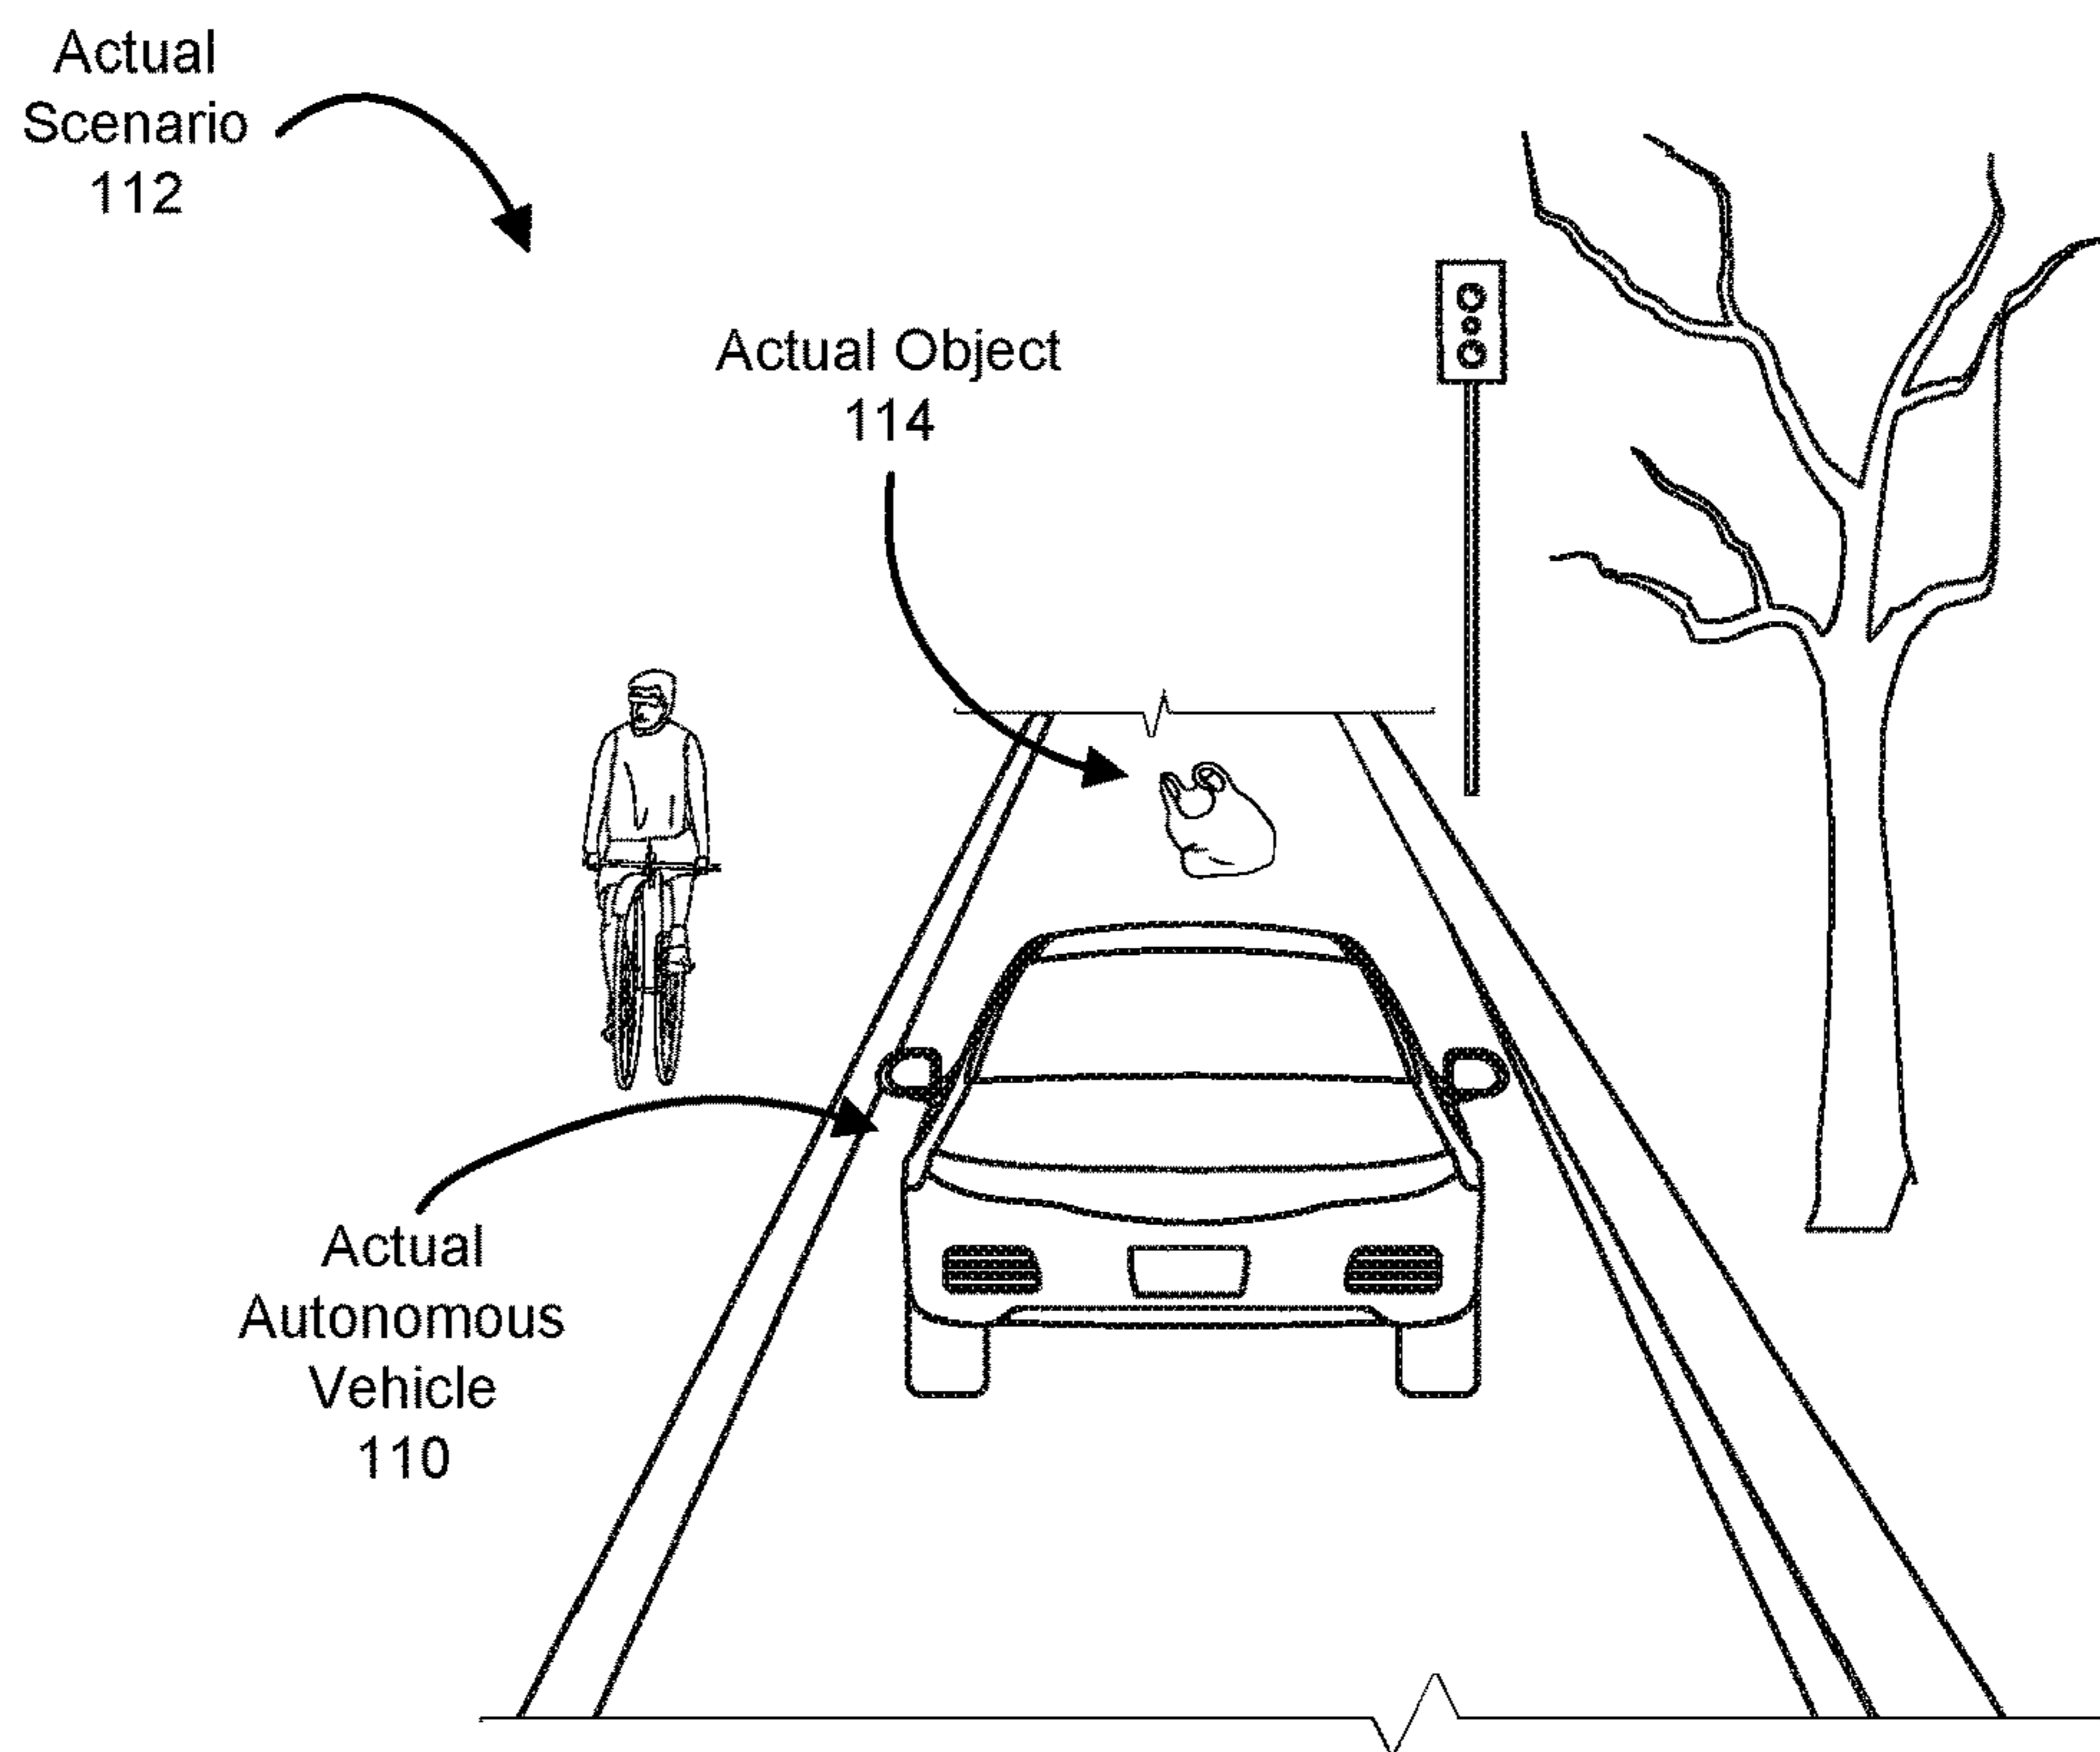 Actual
Scenario
112
Actual Object
114
Actual
Autonomous
Vehicle
110